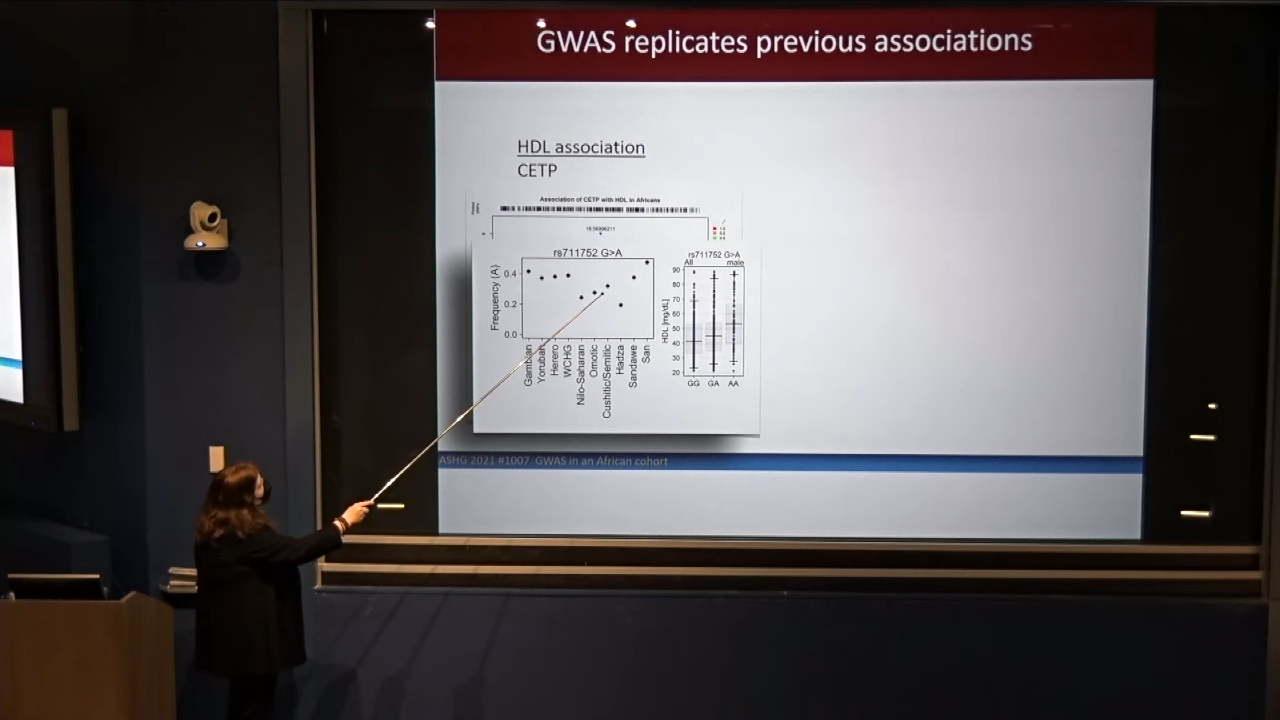 GWAS replicates previous associations
HDL association
CETP
Association of CETP with HDL in Africans
rs711752 G>A
Frequency (A)
0.4
0.2
0.0
Gambian
Yoruban
Herero
WCHG
Nilo-Saharan
Omotic
Cushitic/Semitic
Hadza
Sandawe
San
rs711752 G>A
All male
HDL [mg/dL]
90
80
70
60
50
40
30
20
GG GA AA
ASHG 2021 #1007 GWAS in an African cohort